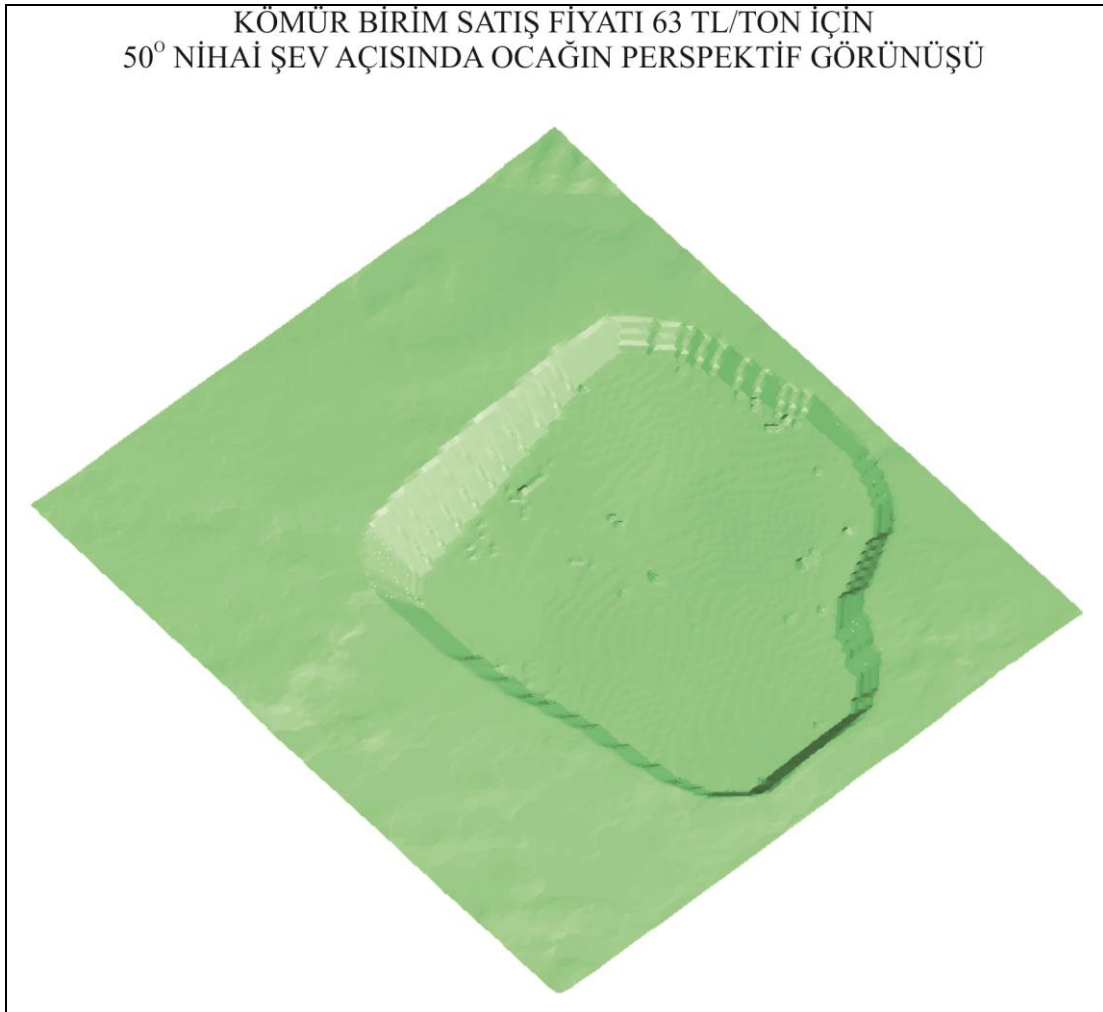 KÖMÜR BİRİM SATIŞ FİYATI 63 TL/TON İÇİN
50° NİHAİ ŞEV AÇISINDA OCAĞIN PERSPEKTİF GÖRÜNÜŞÜ